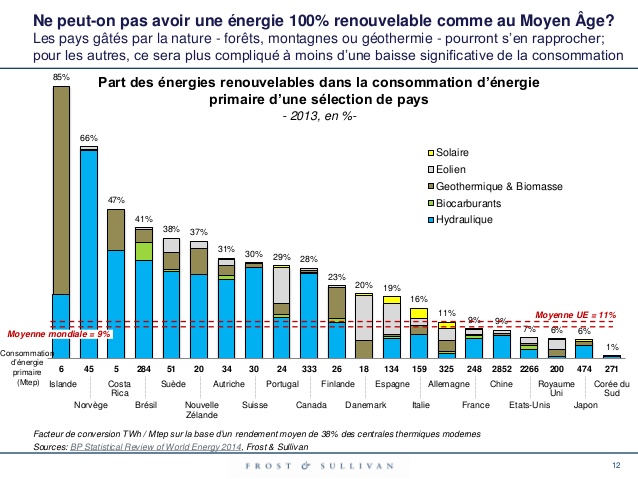 Ne peut-on pas avoir une énergie 100% renouvelable comme au Moyen Âge?
Les pays gâtés par la nature - forêts, montagnes ou géothermie - pourront s'en rapprocher;
pour les autres, ce sera plus compliqué à moins d'une baisse significative de la consommation
Part des énergies renouvelables dans la consommation d'énergie
primaire d'une sélection de pays
- 2013, en %-
85%
66%
47%
41%
38%
37%
31%
30%
29%
28%
23%
20%
19%
16%
11%
9%
9%
7%
6%
6%
1%
Solaire
Eolien
Geothermique & Biomasse
Biocarburants
Hydraulique
Moyenne UE = 11%
Moyenne mondiale = 9%
Consommation
d'énergie
primaire
(Mtep)
6 45 5 284 51 20 34 30 24 333 26 18 134 159 325 248 2852 2266 200 474 271
Islande
Norvège
Costa
Rica
Brésil
Suède
Nouvelle
Zélande
Autriche
Suisse
Portugal
Canada
Finlande
Danemark
Espagne
Italie
Allemagne
France
Chine
Etats-Unis
Royaume
Uni
Japon
Corée du
Sud
Facteur de conversion TWh / Mtep sur la base d'un rendement moyen de 38% des centrales thermiques modernes
Sources: BP Statistical Review of World Energy 2014, Frost & Sullivan
FROST & SULLIVAN
12